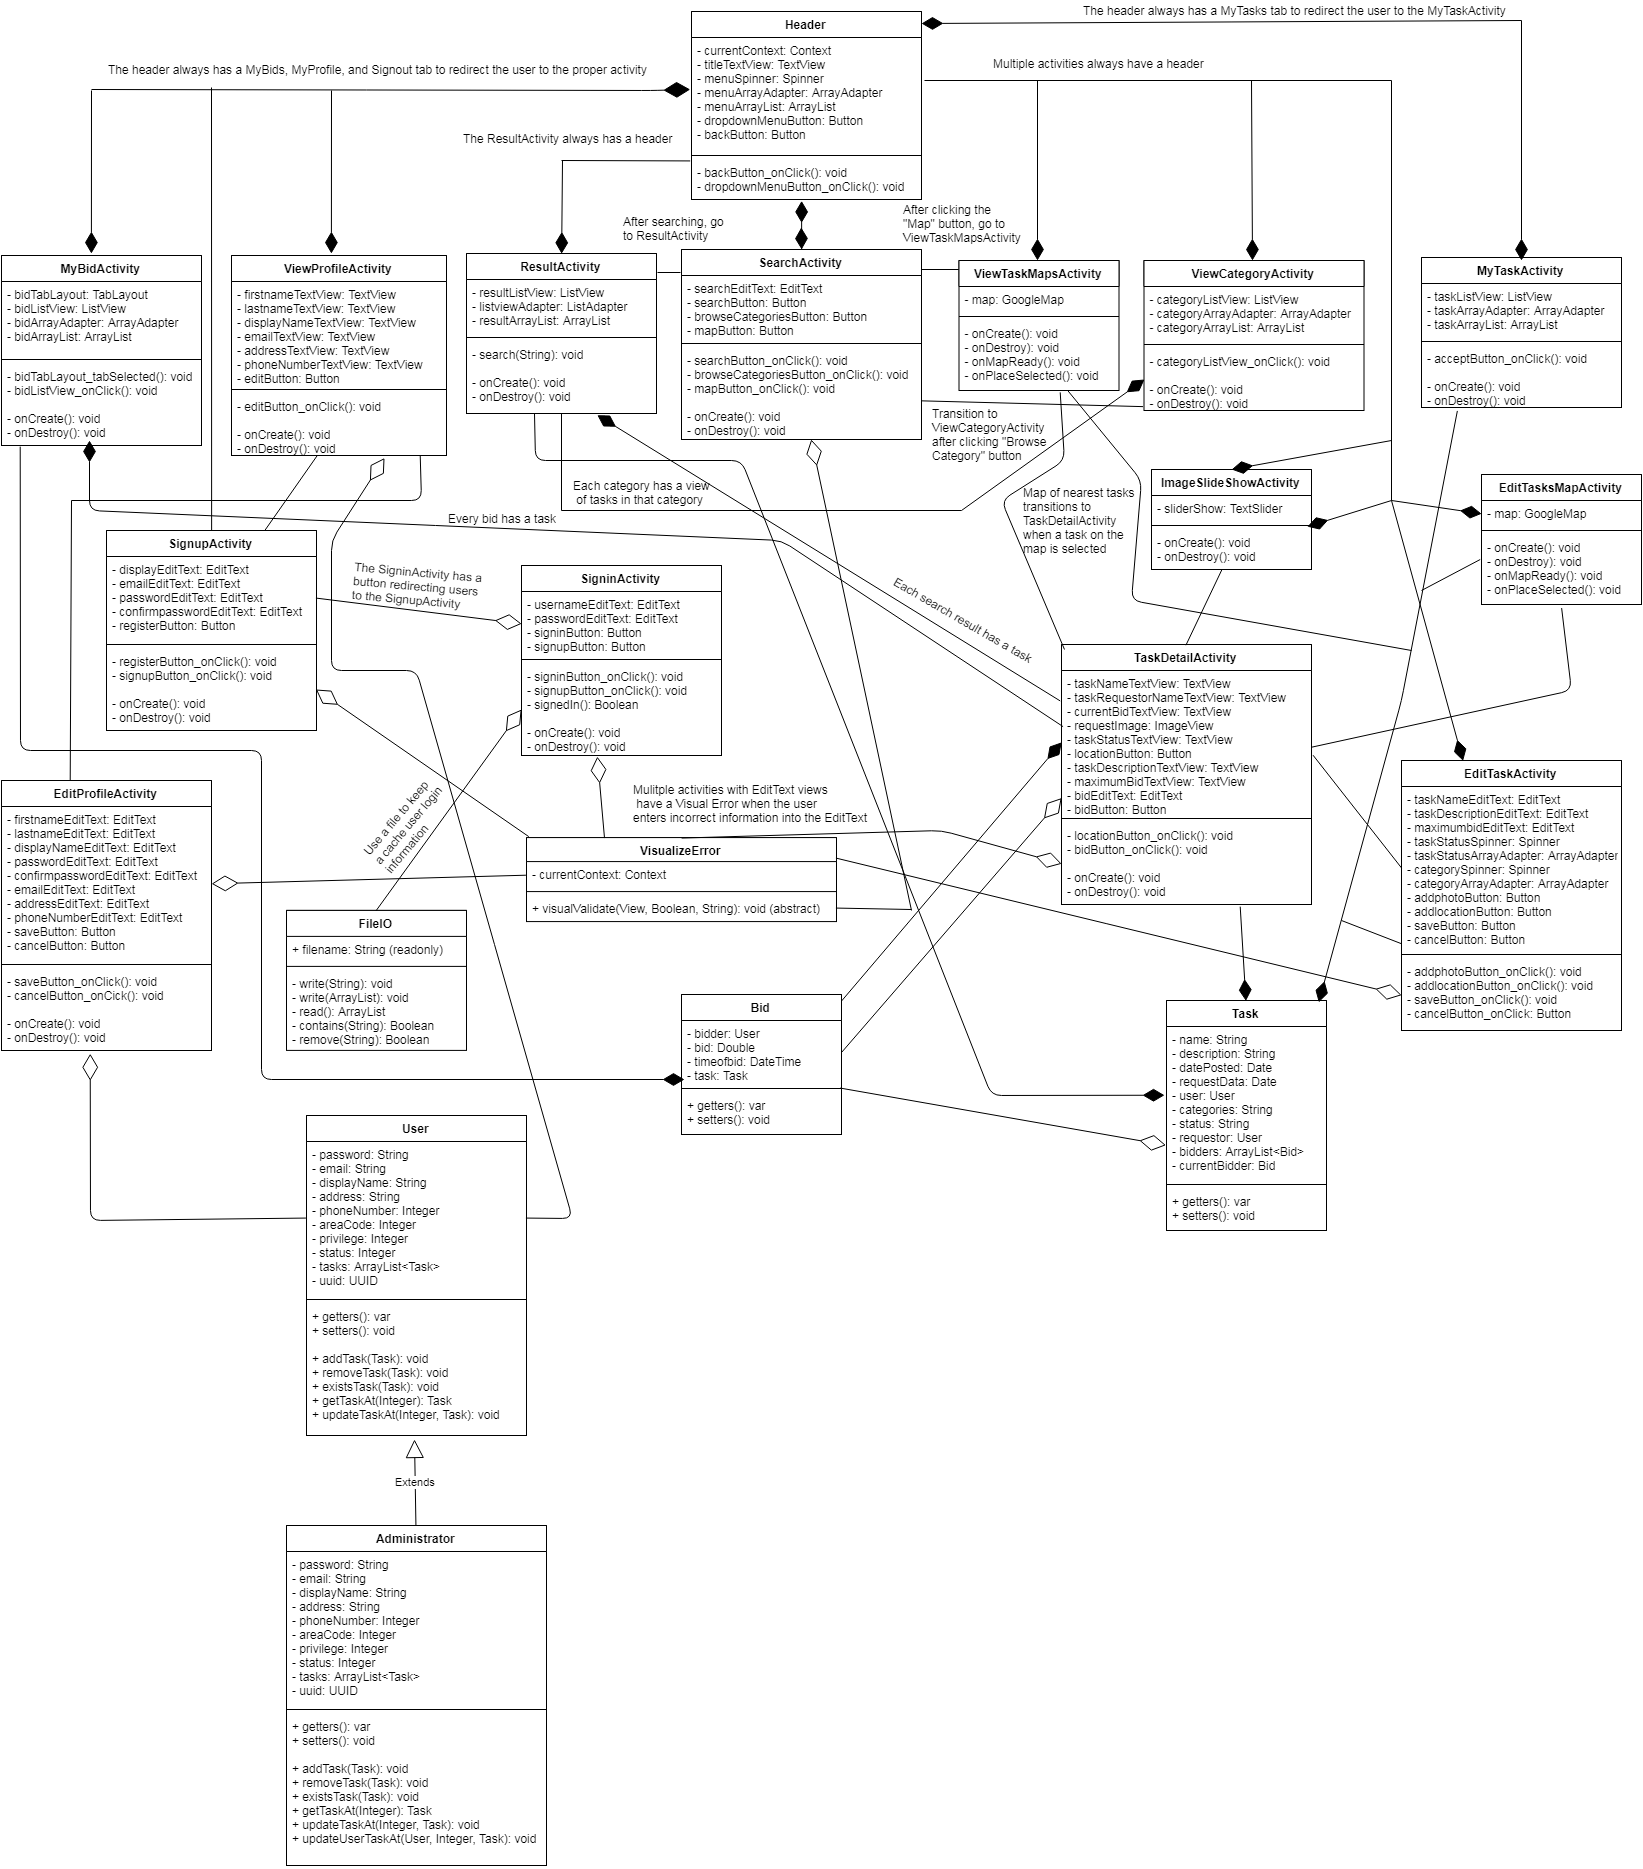 The header always has a MyTasks tab to redirect the user to the MyTaskActivity
Header
- currentContext: Context
- titleTextView: TextView
- menuSpinner: Spinner
- menuArrayAdapter: ArrayAdapter
- menuArrayList: ArrayList
- dropdownMenuButton: Button
- backButton: Button
- backButton_onClick(): void
- dropdownMenuButton_onClick(): void
The header always has a MyBids, MyProfile, and Signout tab to redirect the user to the proper activity
Multiple activities always have a header
The ResultActivity always has a header
After searching, go
to ResultActivity
After clicking the
"Map" button, go to
ViewTaskMapsActivity
MyBidActivity
- bidTabLayout: TabLayout
- bidListView: ListView
- bidArrayAdapter: ArrayAdapter
- bidArrayList: ArrayList
- bidTabLayout_tabSelected(): void
- bidListView_onClick(): void
- onCreate(): void
- onDestroy(): void
ViewProfileActivity
- firstnameTextView: TextView
- lastnameTextView: TextView
- displayNameTextView: TextView
- emailTextView: TextView
- addressTextView: TextView
- phoneNumberTextView: TextView
- editButton: Button
- editButton_onClick(): void
- onCreate(): void
- onDestroy(): void
ResultActivity
- resultListView: ListView
- listviewAdapter: ListAdapter
- resultArrayList: ArrayList
- search(String): void
- onCreate(): void
- onDestroy(): void
SearchActivity
- searchEditText: EditText
- searchButton: Button
- browseCategoriesButton: Button
- mapButton: Button
- searchButton_onClick(): void
- browseCategoriesButton_onClick(): void
- mapButton_onClick(): void
- onCreate(): void
- onDestroy(): void
ViewTaskMapsActivity
- map: GoogleMap
- onCreate(): void
- onDestroy): void
- onMapReady(): void
- onPlaceSelected(): void
ViewCategoryActivity
- categoryListView: ListView
- categoryArrayAdapter: ArrayAdapter
- categoryArrayList: ArrayList
- categoryListView_onClick(): void
- onCreate(): void
- onDestroy(): void
MyTaskActivity
- taskListView: ListView
- taskArrayAdapter: ArrayAdapter
- taskArrayList: ArrayList
- acceptButton_onClick(): void
- onCreate(): void
- onDestroy(): void
Transition to
ViewCategoryActivity
after clicking "Browse
Category" button
Each category has a view
of tasks in that category
Every bid has a task
Map of nearest tasks
transitions to
TaskDetailActivity
when a task on the
map is selected
ImageSlideShowActivity
- sliderShow: TextSlider
- onCreate(): void
- onDestroy(): void
EditTasksMapActivity
- map: GoogleMap
- onCreate(): void
- onDestroy): void
- onMapReady(): void
- onPlaceSelected(): void
SignupActivity
- displayEditText: EditText
- emailEditText: EditText
- passwordEditText: EditText
- confirmpasswordEditText: EditText
- registerButton: Button
- registerButton_onClick(): void
- signupButton_onClick(): void
- onCreate(): void
- onDestroy(): void
The SigninActivity has a
button redirecting users
to the SignupActivity
SigninActivity
- usernameEditText: EditText
- passwordEditText: EditText
- signinButton: Button
- signupButton: Button
- signinButton_onClick(): void
- signupButton_onClick(): void
- signedIn(): Boolean
- onCreate(): void
- onDestroy(): void
Each search result has a task
TaskDetailActivity
- taskNameTextView: TextView
- taskRequestorNameTextView: TextView
- currentBidTextView: TextView
- requestImage: ImageView
- taskStatusTextView: TextView
- locationButton: Button
- taskDescriptionTextView: TextView
- maximumBidTextView: TextView
- bidEditText: EditText
- bidButton: Button
- locationButton_onClick(): void
- bidButton_onClick(): void
- onCreate(): void
- onDestroy(): void
EditTaskActivity
- taskNameEditText: EditText
- taskDescriptionEditText: EditText
- maximumbidEditText: EditText
- taskStatusSpinner: Spinner
- taskStatusArrayAdapter: ArrayAdapter
- categorySpinner: Spinner
- categoryArrayAdapter: ArrayAdapter
- addphotoButton: Button
- addlocationButton: Button
- saveButton: Button
- cancelButton: Button
- addphotoButton_onClick(): void
- addlocationButton_onClick(): void
- saveButton_onClick(): void
- cancelButton_onClick: Button
EditProfileActivity
- firstnameEditText: EditText
- lastnameEditText: EditText
- displayNameEditText: EditText
- passwordEditText: EditText
- confirmpasswordEditText: EditText
- emailEditText: EditText
- addressEditText: EditText
- phoneNumberEditText: EditText
- saveButton: Button
- cancelButton: Button
- saveButton_onClick(): void
- cancelButton_onCick(): void
- onCreate(): void
- onDestroy(): void
Use a file to keep
a cache user login
information
Mulitple activities with EditText views
have a Visual Error when the user
enters incorrect information into the EditText
VisualizeError
- currentContext: Context
+ visualValidate(View, Boolean, String): void (abstract)
FileIO
+ filename: String (readonly)
- write(String): void
- write(ArrayList): void
- read(): ArrayList
- contains(String): Boolean
- remove(String): Boolean
Bid
- bidder: User
- bid: Double
- timeofbid: DateTime
- task: Task
+ getters(): var
+ setters(): void
Task
- name: String
- description: String
- datePosted: Date
- requestData: Date
- user: User
- categories: String
- status: String
- requestor: User
- bidders: ArrayList<Bid>
- currentBidder: Bid
+ getters(): var
+ setters(): void
User
- password: String
- email: String
- displayName: String
- address: String
- phoneNumber: Integer
- areaCode: Integer
- privilege: Integer
- status: Integer
- tasks: ArrayList<Task>
- uuid: UUID
+ getters(): var
+ setters(): void
+ addTask(Task): void
+ removeTask(Task): void
+ existsTask(Task): void
+ getTaskAt(Integer): Task
+ updateTaskAt(Integer, Task): void
Extends
Administrator
- password: String
- email: String
- displayName: String
- address: String
- phoneNumber: Integer
- areaCode: Integer
- privilege: Integer
- status: Integer
- tasks: ArrayList<Task>
- uuid: UUID
+ getters(): var
+ setters(): void
+ addTask(Task): void
+ removeTask(Task): void
+ existsTask(Task): void
+ getTaskAt(Integer): Task
+ updateTaskAt(Integer, Task): void
+ updateUserTaskAt(User, Integer, Task): void